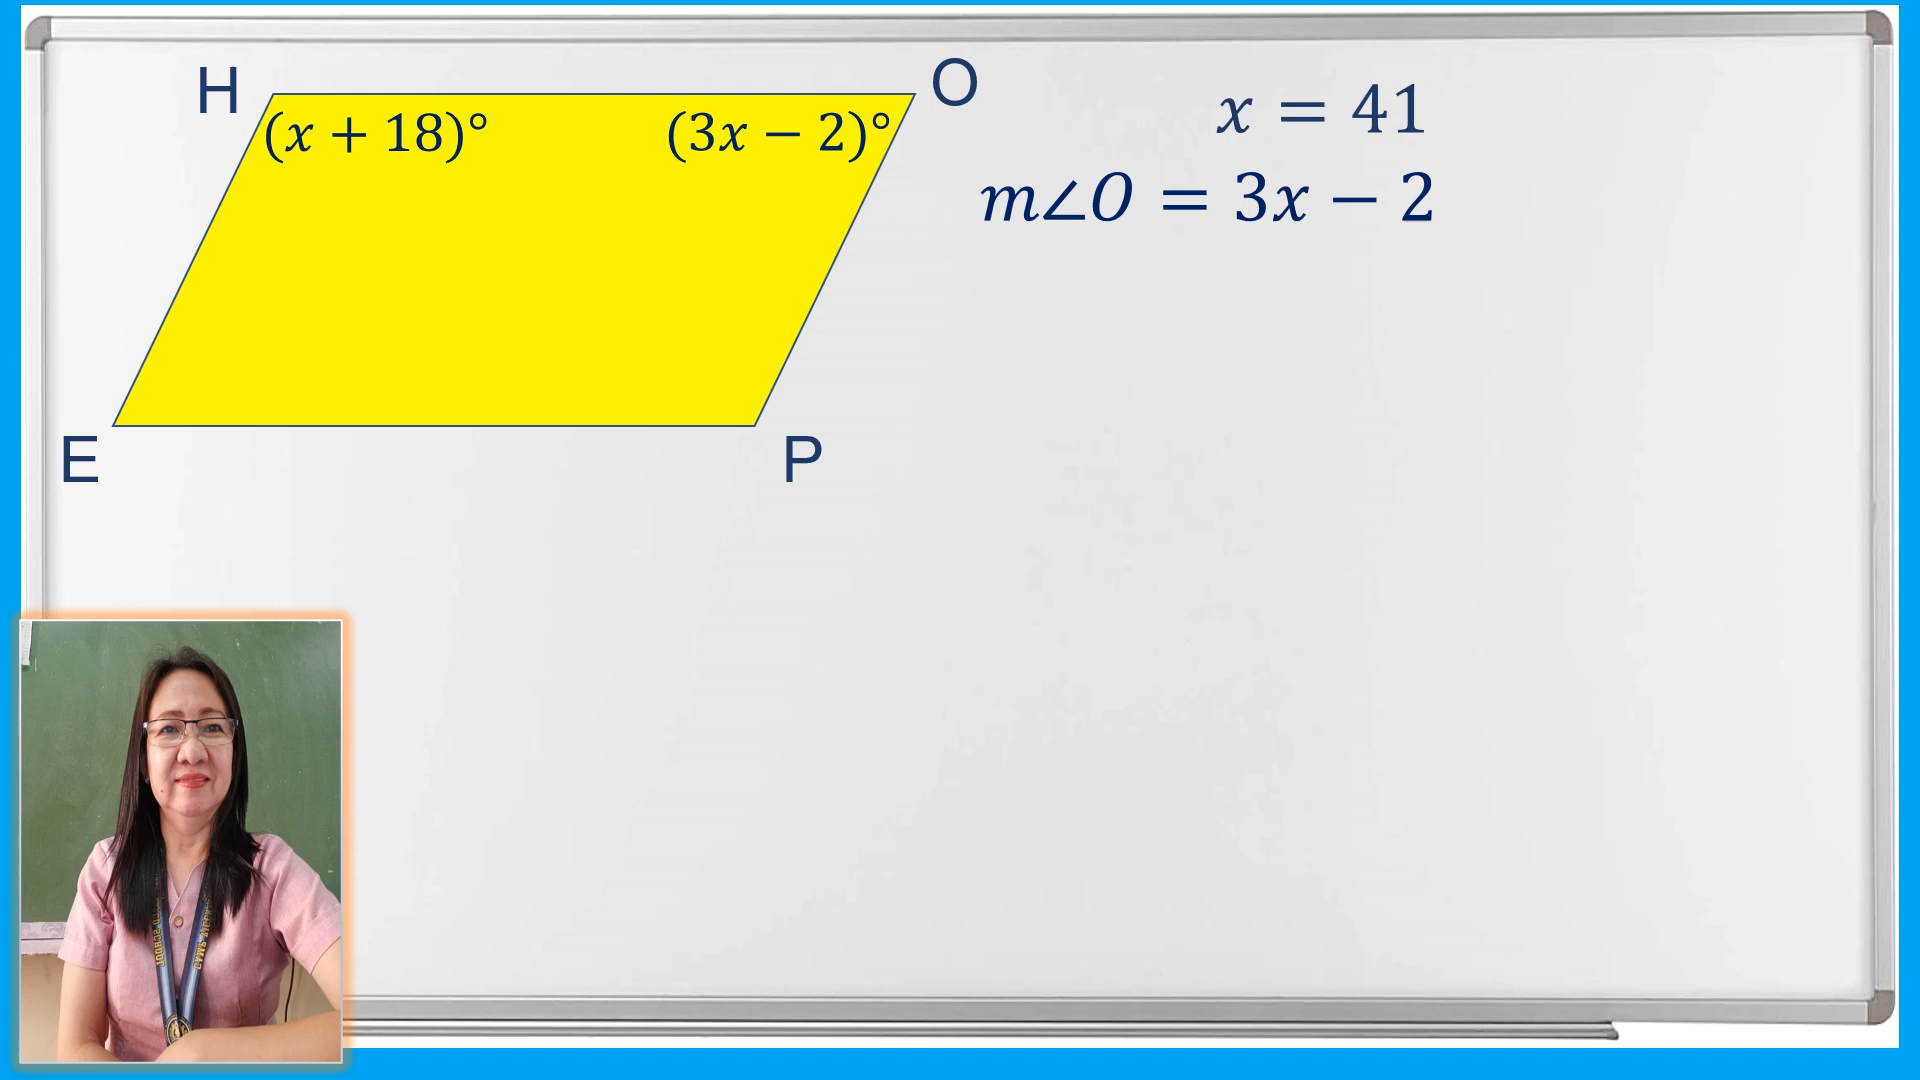 H
O
(x + 18)°
(3x − 2)°
x = 41
m∠O = 3x − 2
E
P